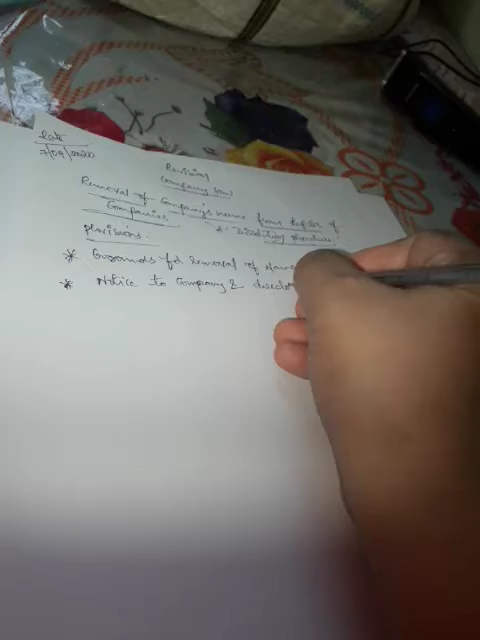 Date
7/04/2020
Revision
Company law
Removal of Company's name from Register of
Companies
provisions.
* Grounds for removal of name
* Notice to Company & directo